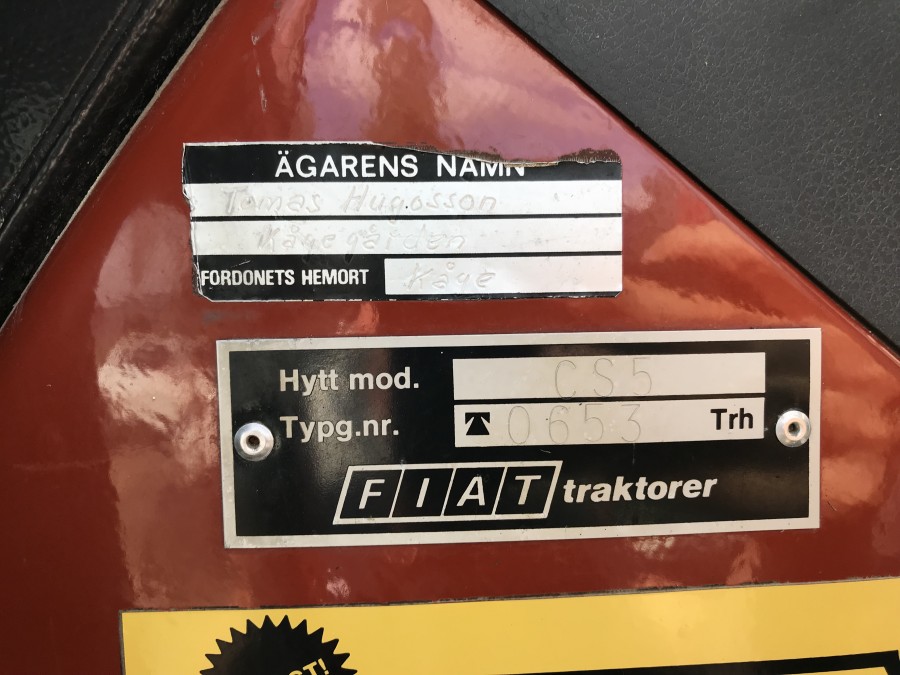 ÄGARENS NAMN
Tomas Hugosson
Kågegården
FORDONETS HEMORT Kåge
Hytt mod. CS5
Typg.nr. 0653 Trh
FIAT traktorer